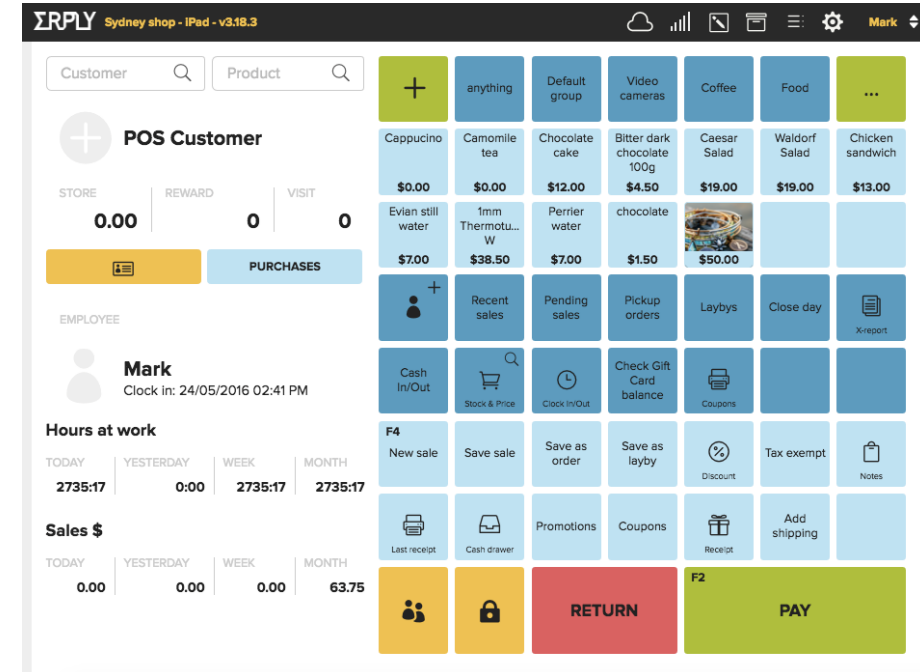 ΣRPLY Sydney shop - iPad - v3.18.3 Mark
Customer Product
POS Customer
STORE REWARD VISIT
0.00 0 0
PURCHASES
EMPLOYEE
Mark
Clock in: 24/05/2016 02:41 PM
Hours at work
TODAY YESTERDAY WEEK MONTH
2735:17 0:00 2735:17 2735:17
Sales $
TODAY YESTERDAY WEEK MONTH
0.00 0.00 0.00 63.75
+ anything Default group Video cameras Coffee Food ...
Cappucino Camomile tea Chocolate cake Bitter dark chocolate 100g Caesar Salad Waldorf Salad Chicken sandwich
$0.00 $0.00 $12.00 $4.50 $19.00 $19.00 $13.00
Evian still water 1mm Thermotu... W Perrier water chocolate
$7.00 $38.50 $7.00 $1.50 $50.00
Recent sales Pending sales Pickup orders Laybys Close day X-report
Cash In/Out Stock & Price Clock In/Out Check Gift Card balance Coupons
F4
New sale Save sale Save as order Save as layby Discount Tax exempt Notes
Last receipt Cash drawer Promotions Coupons Receipt Add shipping
RETURN
F2
PAY